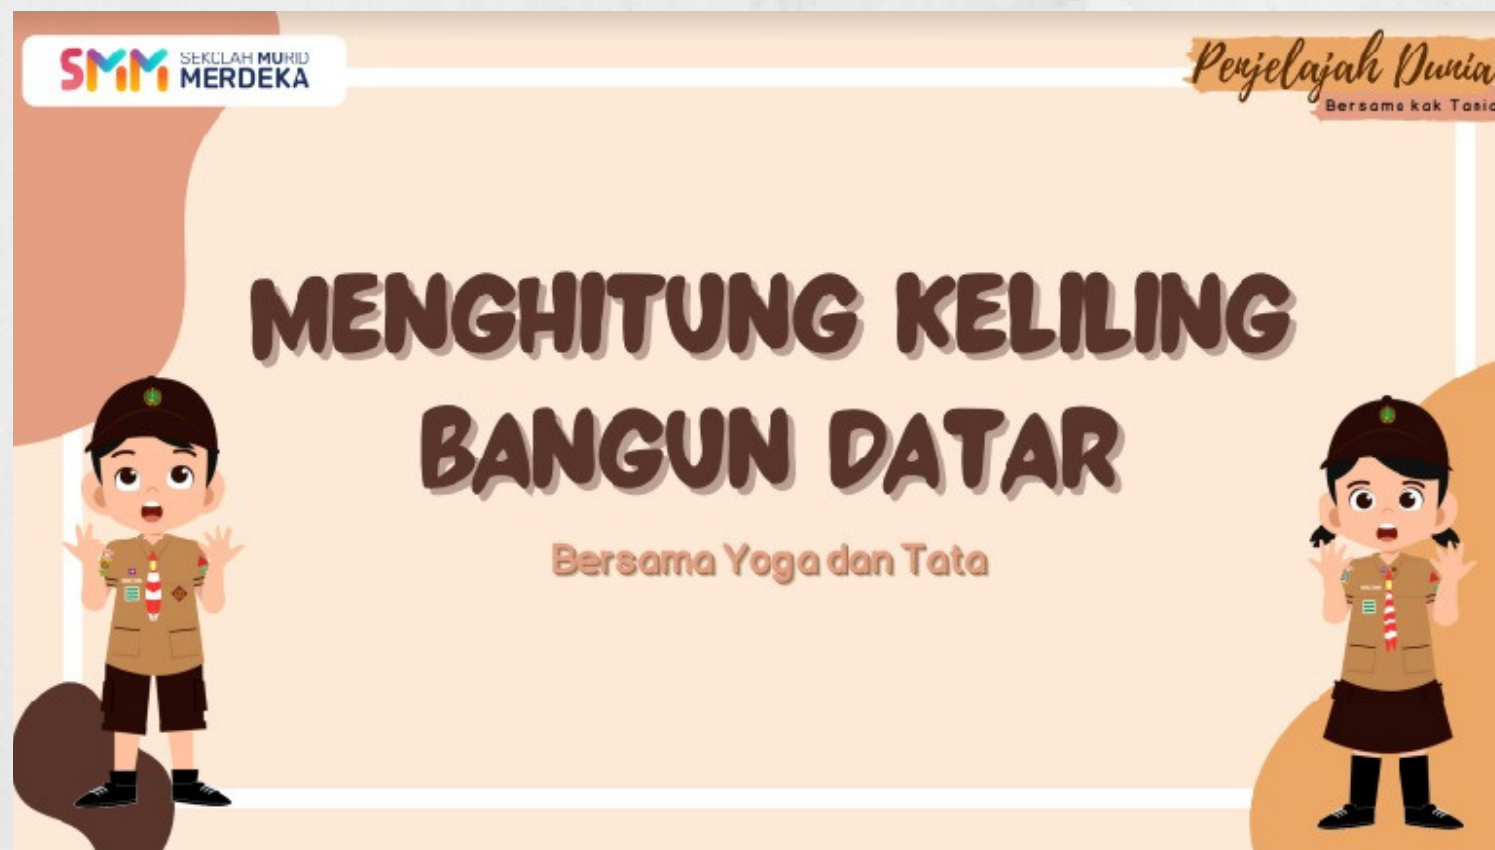 SMM SEKOLAH MURID
MERDEKA
Penjelajah Dunia
Bersama kak Tania
MENGHITUNG KELILING
BANGUN DATAR
Bersama Yoga dan Tata